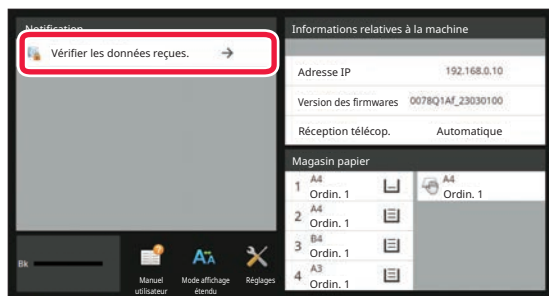 Notification
Vérifier les données reçues.
Informations relatives à la machine
Adresse IP 192.168.0.10
Version des firmwares 0078Q1Af_23030100
Réception télécop. Automatique
Magasin papier
1 A4
Ordin. 1
A4
Ordin. 1
2 A4
Ordin. 1
3 B4
Ordin. 1
4 A3
Ordin. 1
Bk
Manuel
utilisateur
Mode affichage
étendu
Réglages